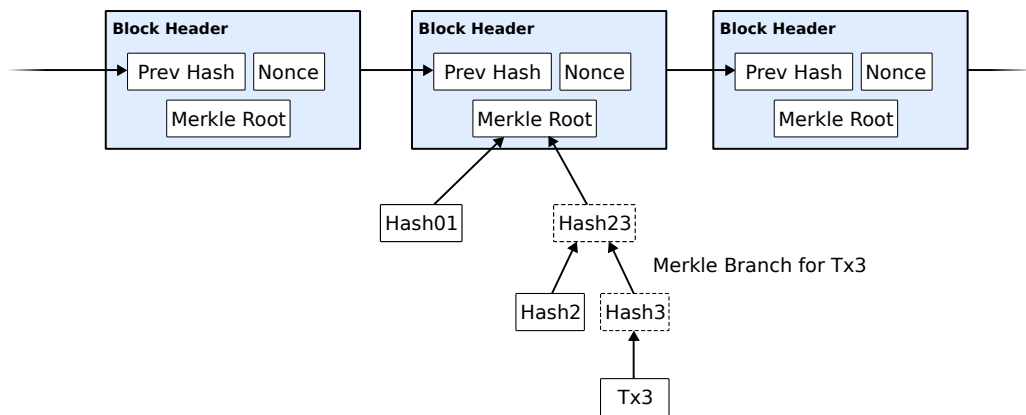 Block Header
Block Header
Block Header
Prev Hash
Nonce
Prev Hash
Nonce
Prev Hash
Nonce
Merkle Root
Merkle Root
Merkle Root
Hash01
Hash23
Merkle Branch for Tx3
Hash2
Hash3
Tx3